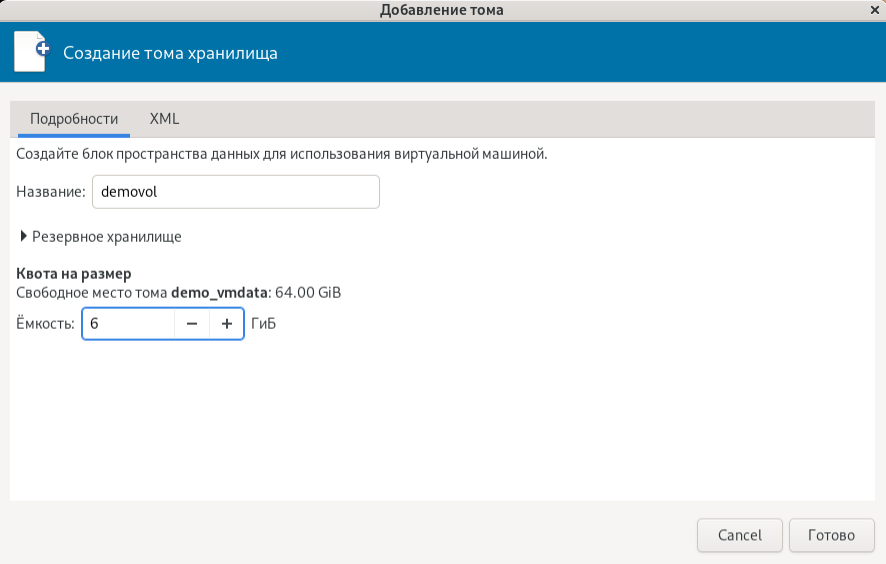 Добавление тома
Создание тома хранилища
Подробности XML
Создайте блок пространства данных для использования виртуальной машиной.
Название: demovol
Резервное хранилище
Квота на размер
Свободное место тома demo_vmdata: 64.00 GiB
Ёмкость: 6 ГиБ
Cancel Готово